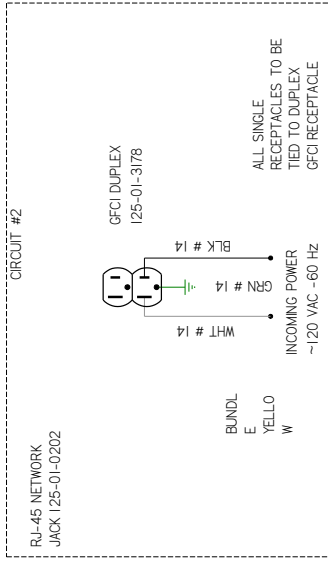 CIRCUIT #2
RJ-45 NETWORK
JACK 125-01-0202
GFCI DUPLEX
125-01-3178
WHT # 14
GRN # 14
BLK # 14
BUNDL
E
YELLO
W
INCOMING POWER
~120 VAC -60 Hz
ALL SINGLE
RECEPTACLES TO BE
TIED TO DUPLEX
GFCI RECEPTACLE